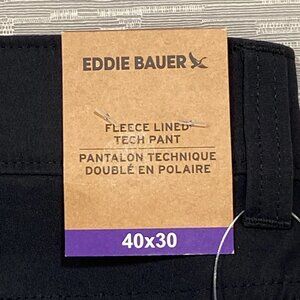 EDDIE BAUER
FLEECE LINED
TECH PANT
PANTALON TECHNIQUE
DOUBLÉ EN POLAIRE
40x30